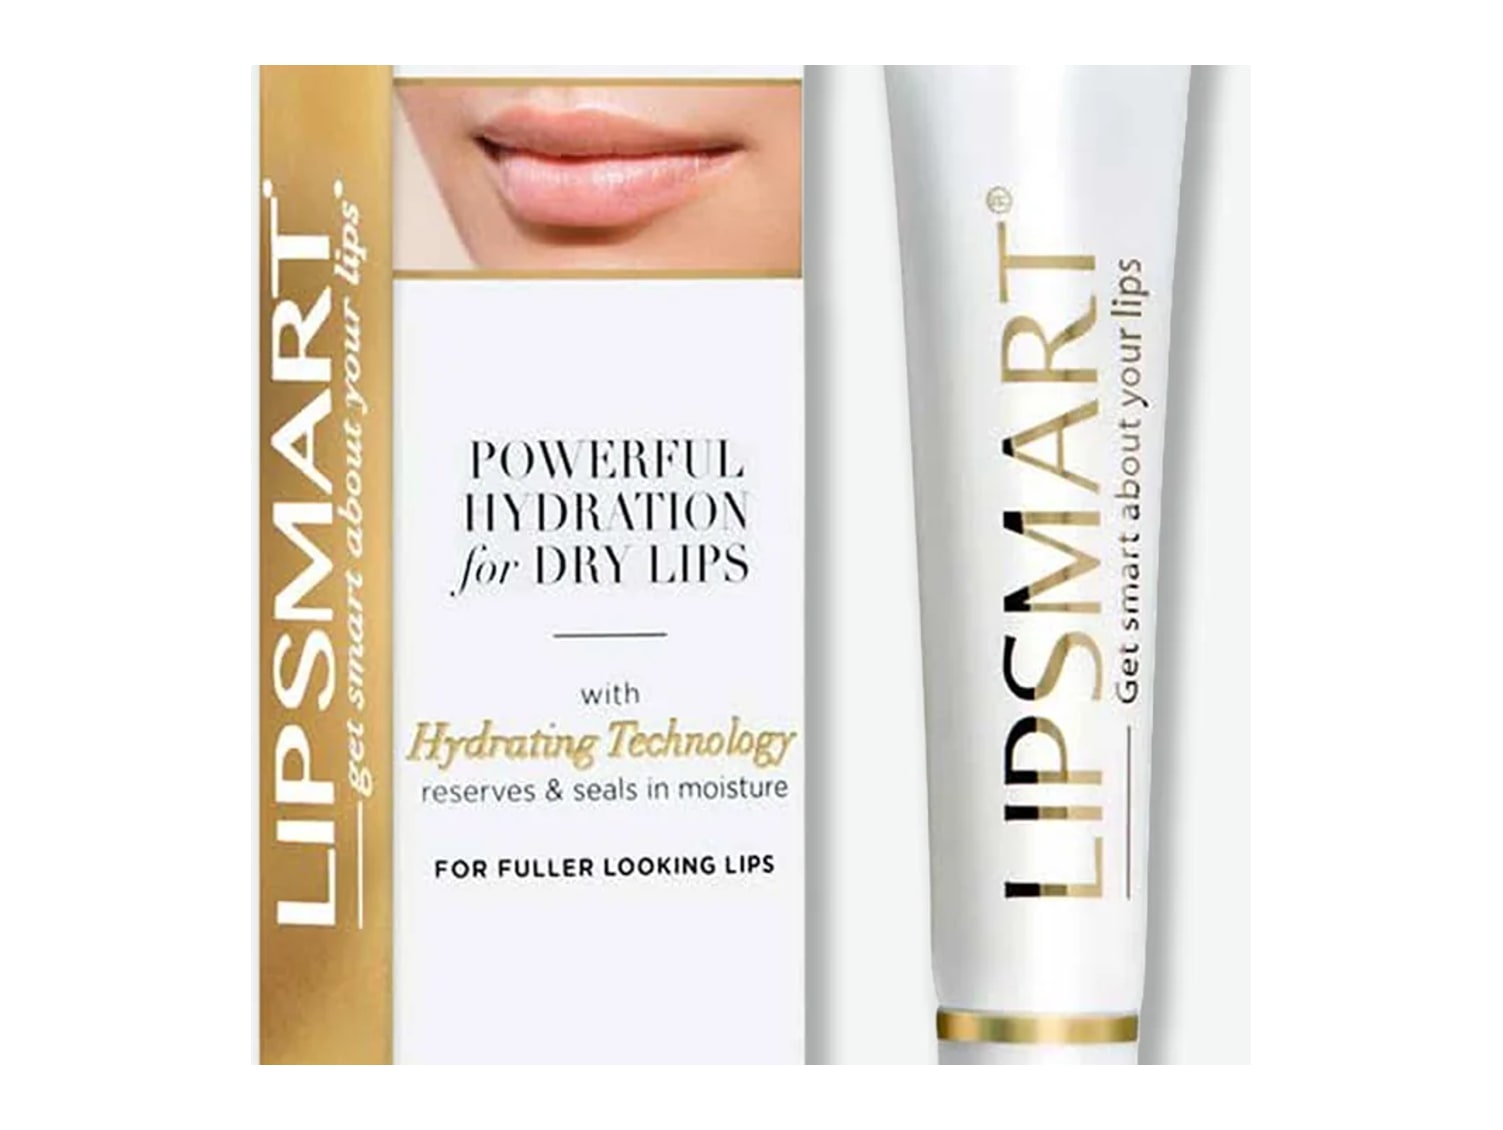 LIPSMART
get smart about your lips
POWERFUL
HYDRATION
for DRY LIPS
with
Hydrating Technology
reserves & seals in moisture
FOR FULLER LOOKING LIPS
LIPSMART®
Get smart about your lips